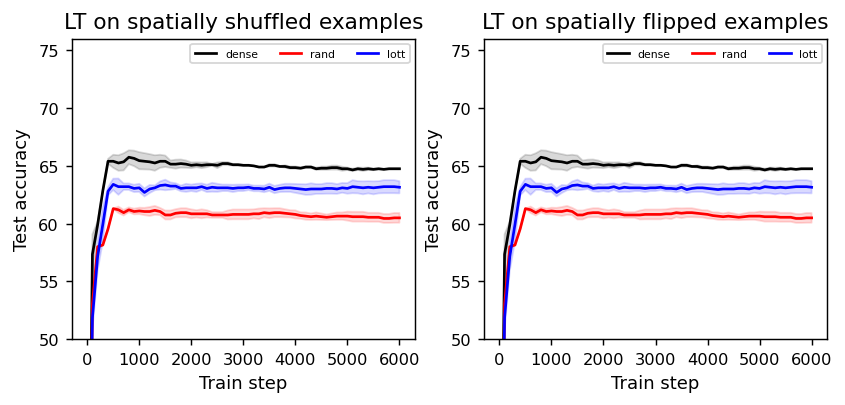 LT on spatially shuffled examples
dense rand lott
75
70
65
60
55
50
Test accuracy
0 1000 2000 3000 4000 5000 6000
Train step
LT on spatially flipped examples
dense rand lott
75
70
65
60
55
50
Test accuracy
0 1000 2000 3000 4000 5000 6000
Train step